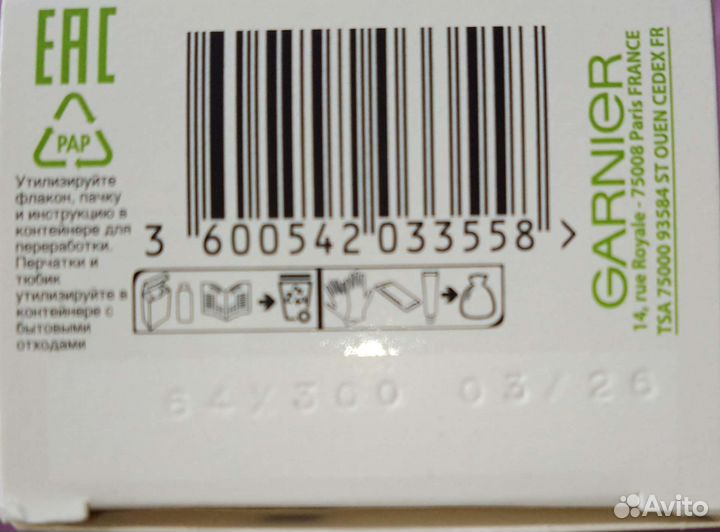 EAC
PAP
Утилизируйте
флакон, пачку
и инструкцию в
контейнере для
переработки.
Перчатки и
тюбик
утилизируйте в
контейнере с
бытовыми
отходами
3 600542 033558 >
GARNIER
14, rue Royale - 75008 Paris FRANCE
TSA 75000 93584 ST OUEN CEDEX FR
64Y300 03/26
Avito